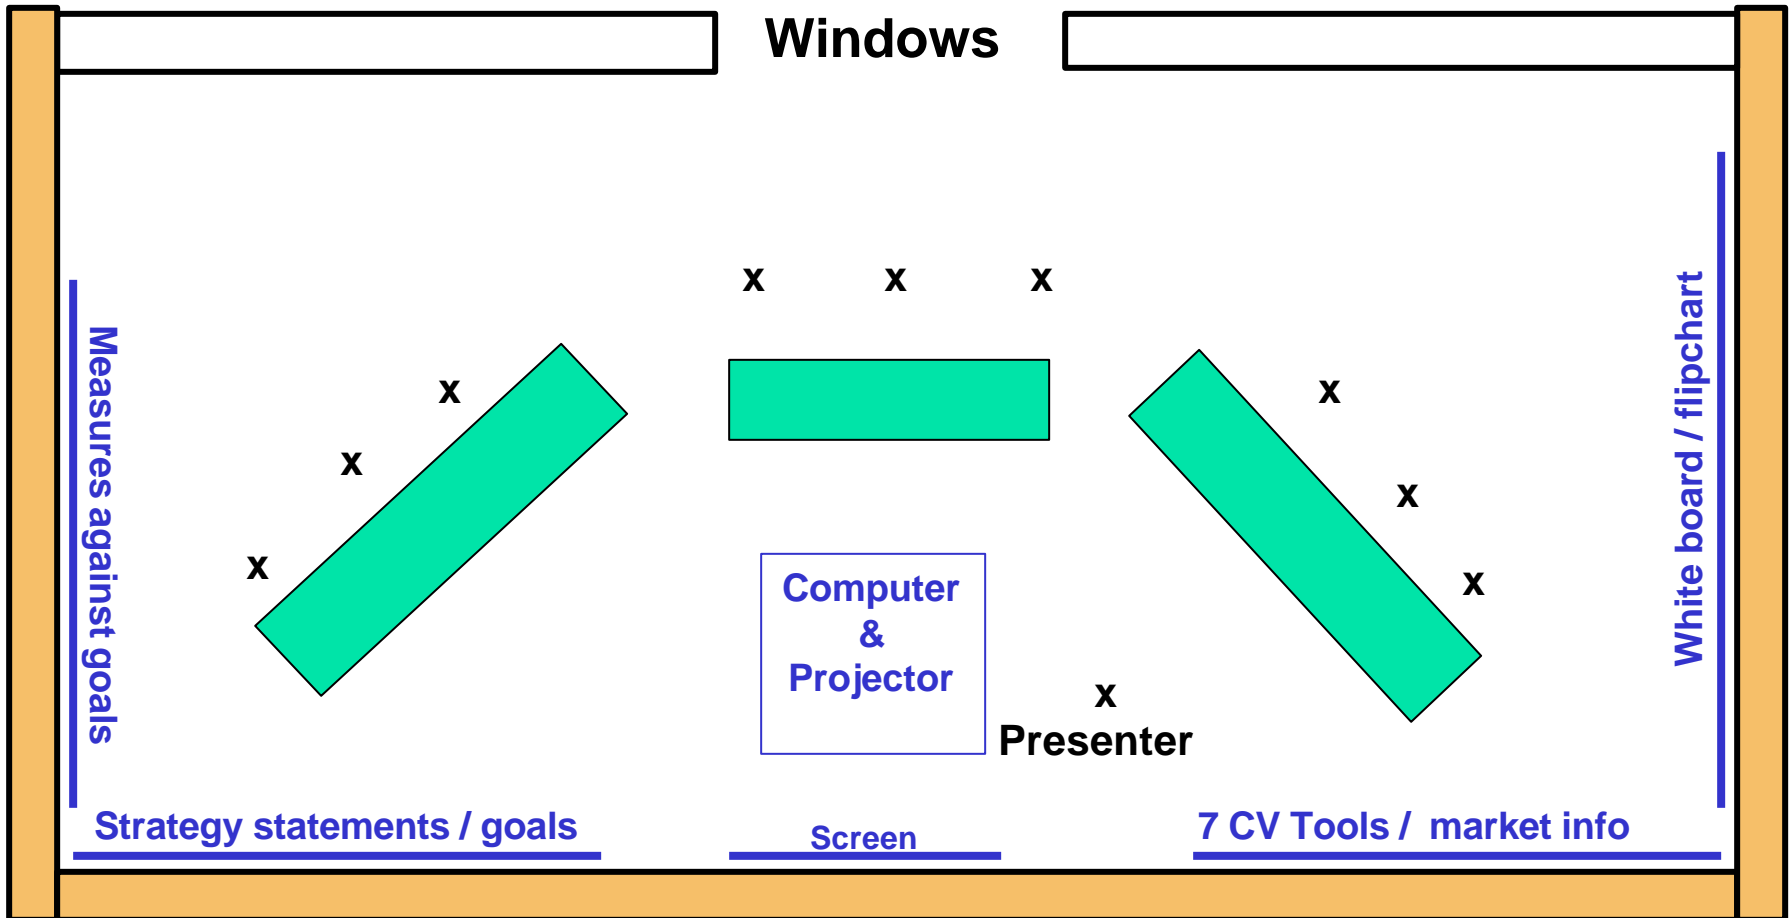 Windows
x x x
x
x
x
x
x
x
Measures against goals
White board / flipchart
Computer
&
Projector
x
Presenter
Strategy statements / goals
Screen
7 CV Tools / market info